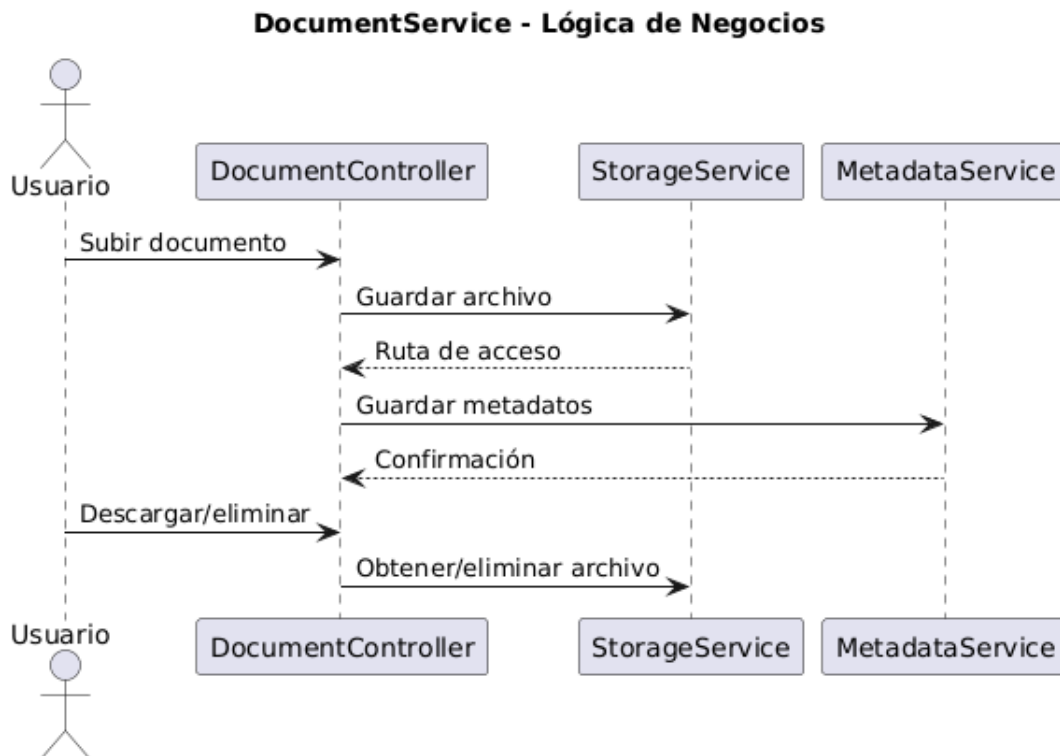 DocumentService - Lógica de Negocios
Usuario
DocumentController
StorageService
MetadataService
Subir documento
Guardar archivo
Ruta de acceso
Guardar metadatos
Confirmación
Descargar/eliminar
Obtener/eliminar archivo
Usuario
DocumentController
StorageService
MetadataService